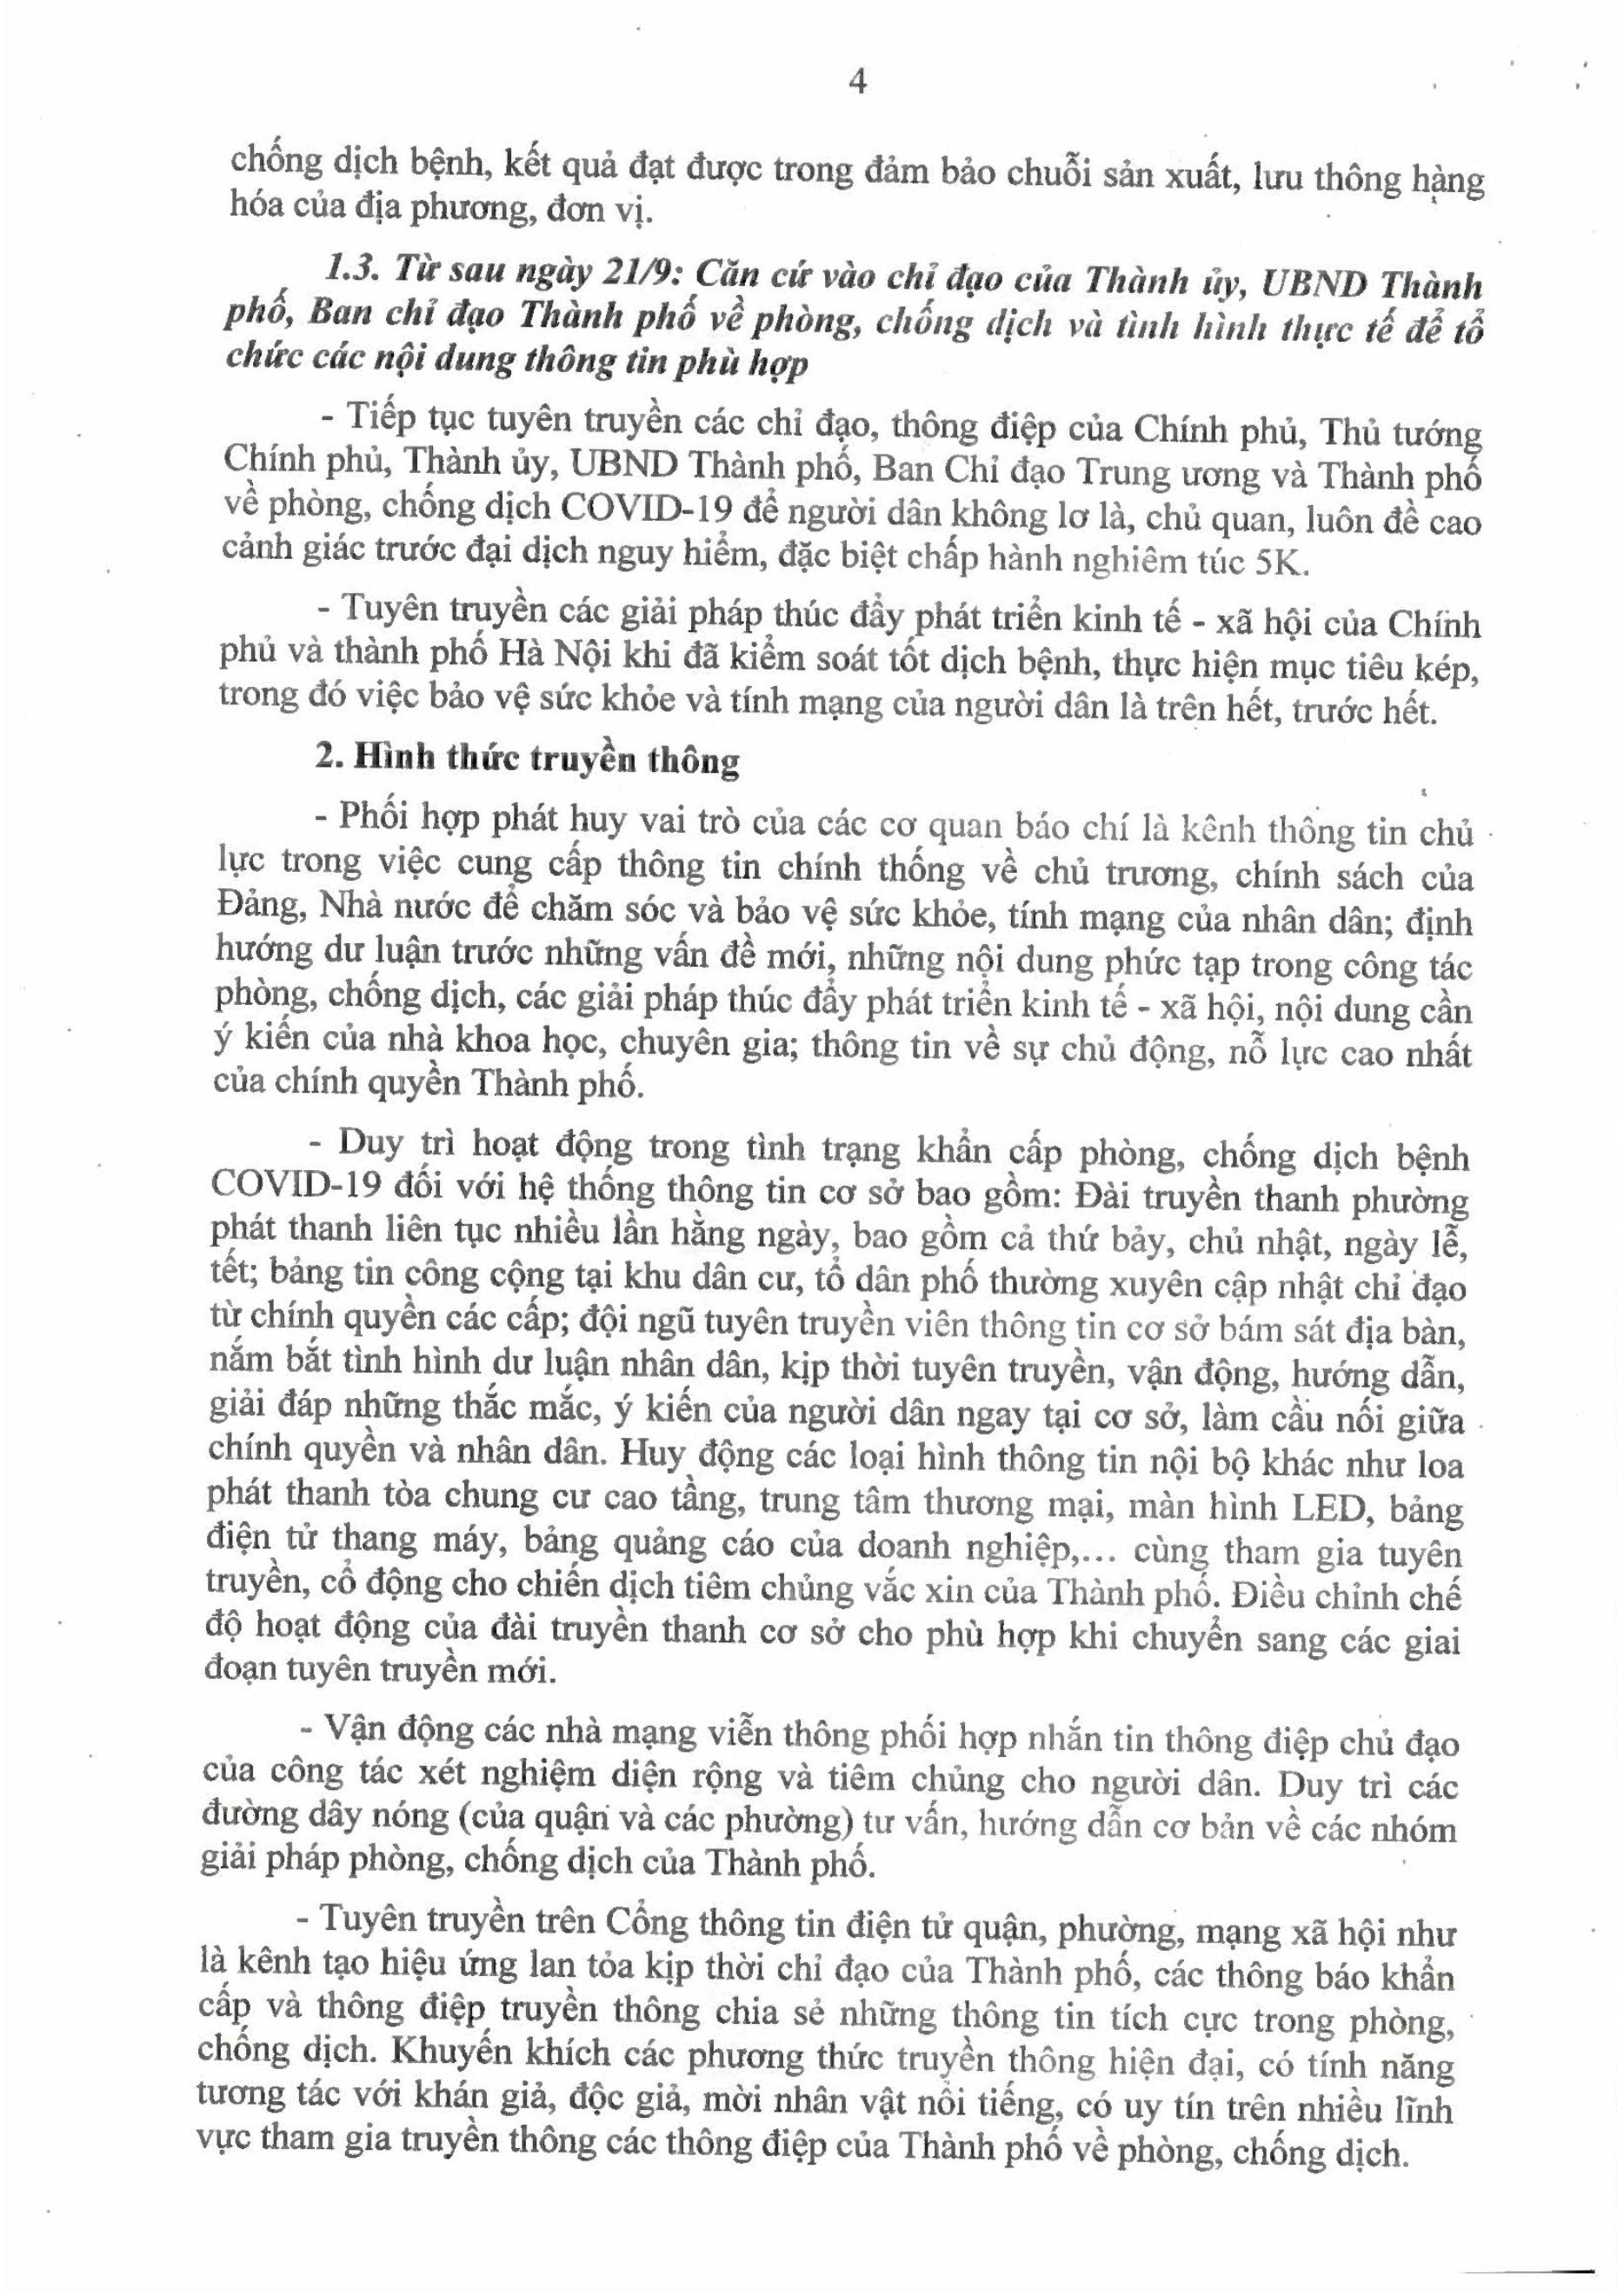 4
chống dịch bệnh, kết quả đạt được trong đảm bảo chuỗi sản xuất, lưu thông hàng
hóa của địa phương, đơn vị.
1.3. Từ sau ngày 21/9: Căn cứ vào chỉ đạo của Thành ủy, UBND Thành
phố, Ban chỉ đạo Thành phố về phòng, chống dịch và tình hình thực tế để tổ
chức các nội dung thông tin phù hợp
- Tiếp tục tuyên truyền các chỉ đạo, thông điệp của Chính phủ, Thủ tướng
Chính phủ, Thành ủy, UBND Thành phố, Ban Chỉ đạo Trung ương và Thành phố
về phòng, chống dịch COVID-19 để người dân không lơ là, chủ quan, luôn đề cao
cảnh giác trước đại dịch nguy hiểm, đặc biệt chấp hành nghiêm túc 5K.
- Tuyên truyền các giải pháp thúc đẩy phát triển kinh tế - xã hội của Chính
phủ và thành phố Hà Nội khi đã kiểm soát tốt dịch bệnh, thực hiện mục tiêu kép,
trong đó việc bảo vệ sức khỏe và tính mạng của người dân là trên hết, trước hết.
2. Hình thức truyền thông
- Phối hợp phát huy vai trò của các cơ quan báo chí là kênh thông tin chủ
lực trong việc cung cấp thông tin chính thống về chủ trương, chính sách của
Đảng, Nhà nước để chăm sóc và bảo vệ sức khỏe, tính mạng của nhân dân; định
hướng dư luận trước những vấn đề mới, những nội dung phức tạp trong công tác
phòng, chống dịch, các giải pháp thúc đẩy phát triển kinh tế - xã hội, nội dung cần
ý kiến của nhà khoa học, chuyên gia; thông tin về sự chủ động, nỗ lực cao nhất
của chính quyền Thành phố.
- Duy trì hoạt động trong tình trạng khẩn cấp phòng, chống dịch bệnh
COVID-19 đối với hệ thống thông tin cơ sở bao gồm: Đài truyền thanh phường
phát thanh liên tục nhiều lần hằng ngày, bao gồm cả thứ bảy, chủ nhật, ngày lễ,
tết; bảng tin công cộng tại khu dân cư, tổ dân phố thường xuyên cập nhật chỉ đạo
từ chính quyền các cấp; đội ngũ tuyên truyền viên thông tin cơ sở bám sát địa bàn,
nắm bắt tình hình dư luận nhân dân, kịp thời tuyên truyền, vận động, hướng dẫn,
giải đáp những thắc mắc, ý kiến của người dân ngay tại cơ sở, làm cầu nối giữa
chính quyền và nhân dân. Huy động các loại hình thông tin nội bộ khác như loa
phát thanh tòa chung cư cao tầng, trung tâm thương mại, màn hình LED, bảng
điện tử thang máy, bảng quảng cáo của doanh nghiệp,... cùng tham gia tuyên
truyền, cổ động cho chiến dịch tiêm chủng vắc xin của Thành phố. Điều chỉnh chế
độ hoạt động của đài truyền thanh cơ sở cho phù hợp khi chuyển sang các giai
đoạn tuyên truyền mới.
- Vận động các nhà mạng viễn thông phối hợp nhắn tin thông điệp chủ đạo
của công tác xét nghiệm diện rộng và tiêm chủng cho người dân. Duy trì các
đường dây nóng (của quận và các phường) tư vấn, hướng dẫn cơ bản về các nhóm
giải pháp phòng, chống dịch của Thành phố.
- Tuyên truyền trên Cổng thông tin điện tử quận, phường, mạng xã hội như
là kênh tạo hiệu ứng lan tỏa kịp thời chỉ đạo của Thành phố, các thông báo khẩn
cấp và thông điệp truyền thông chia sẻ những thông tin tích cực trong phòng,
chống dịch. Khuyến khích các phương thức truyền thông hiện đại, có tính năng
tương tác với khán giả, độc giả, mời nhân vật nổi tiếng, có uy tín trên nhiều lĩnh
vực tham gia truyền thông các thông điệp của Thành phố về phòng, chống dịch.